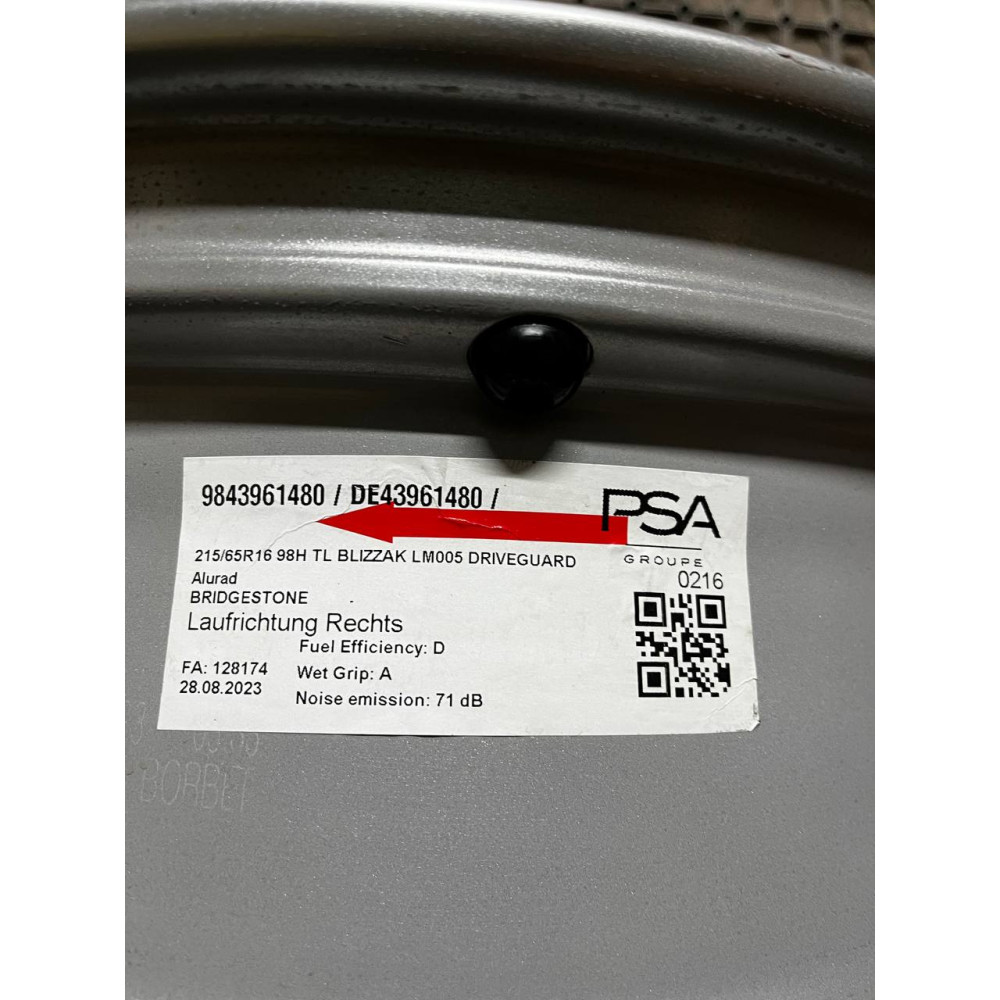 9843961480 / DE43961480 /
PSA
GROUPE
215/65R16 98H TL BLIZZAK LM005 DRIVEGUARD
0216
Alurad
BRIDGESTONE
Laufrichtung Rechts
Fuel Efficiency: D
FA: 128174
Wet Grip: A
28.08.2023
Noise emission: 71 dB
BORBET